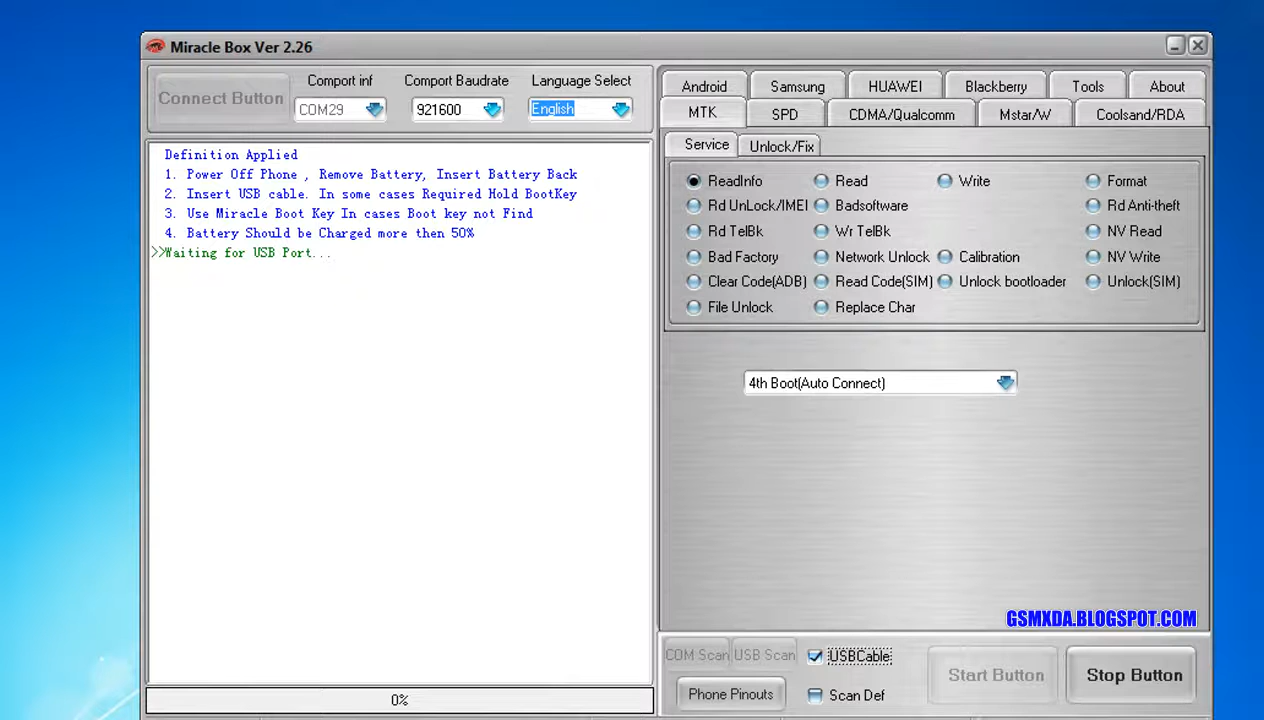 Miracle Box Ver 2.26
Connect Button
Comport inf
Comport Baudrate
Language Select
COM29
921600
English
Definition Applied
1. Power Off Phone , Remove Battery, Insert Battery Back
2. Insert USB cable. In some cases Required Hold BootKey
3. Use Miracle Boot Key In cases Boot key not Find
4. Battery Should be Charged more then 50%
>>Waiting for USB Port...
0%
Android Samsung HUAWEI Blackberry Tools About
MTK SPD CDMA/Qualcomm Mstar/W Coolsand/RDA
Service Unlock/Fix
ReadInfo Read Write Format
Rd UnLock/IMEI Badsoftware Rd Anti-theft
Rd TelBk Wr TelBk NV Read
Bad Factory Network Unlock Calibration NV Write
Clear Code(ADB) Read Code(SIM) Unlock bootloader Unlock(SIM)
File Unlock Replace Char
4th Boot(Auto Connect)
GSMXDA.BLOGSPOT.COM
COM Scan USB Scan USBCable
Start Button Stop Button
Phone Pinouts Scan Def